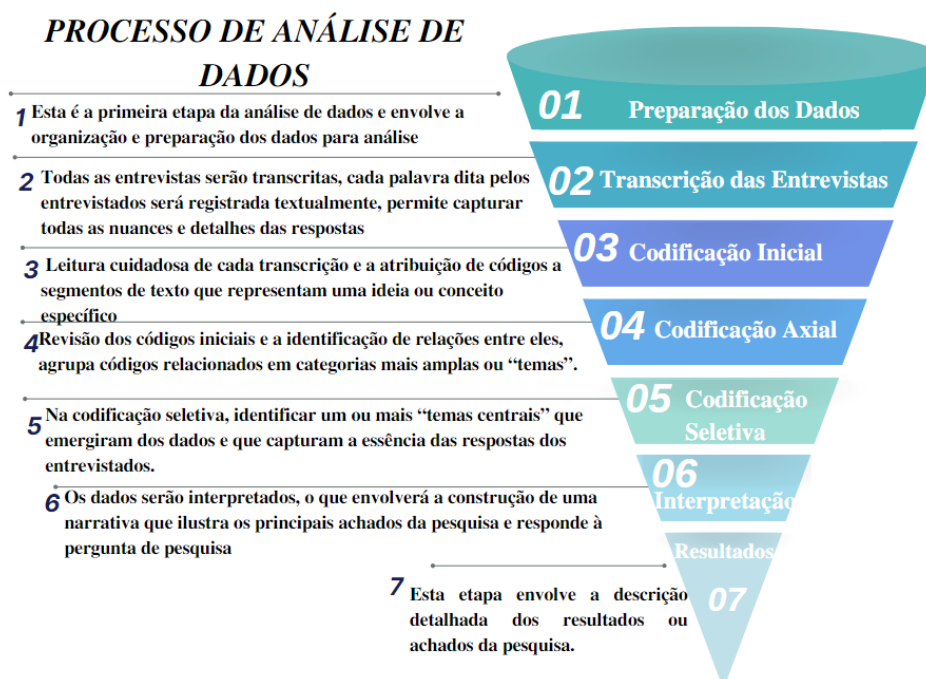 PROCESSO DE ANÁLISE DE
DADOS
1 Esta é a primeira etapa da análise de dados e envolve a
organização e preparação dos dados para análise
2 Todas as entrevistas serão transcritas, cada palavra dita pelos
entrevistados será registrada textualmente, permite capturar
todas as nuances e detalhes das respostas
3 Leitura cuidadosa de cada transcrição e a atribuição de códigos a
segmentos de texto que representam uma ideia ou conceito
específico
4 Revisão dos códigos iniciais e a identificação de relações entre eles,
agrupa códigos relacionados em categorias mais amplas ou “temas”.
5 Na codificação seletiva, identificar um ou mais “temas centrais” que
emergiram dos dados e que capturam a essência das respostas dos
entrevistados.
6 Os dados serão interpretados, o que envolverá a construção de uma
narrativa que ilustra os principais achados da pesquisa e responde à
pergunta de pesquisa
7 Esta etapa envolve a descrição
detalhada dos resultados ou
achados da pesquisa.
01 Preparação dos Dados
02 Transcrição das Entrevistas
03 Codificação Inicial
04 Codificação Axial
05 Codificação
Seletiva
06
Interpretação
Resultados
07